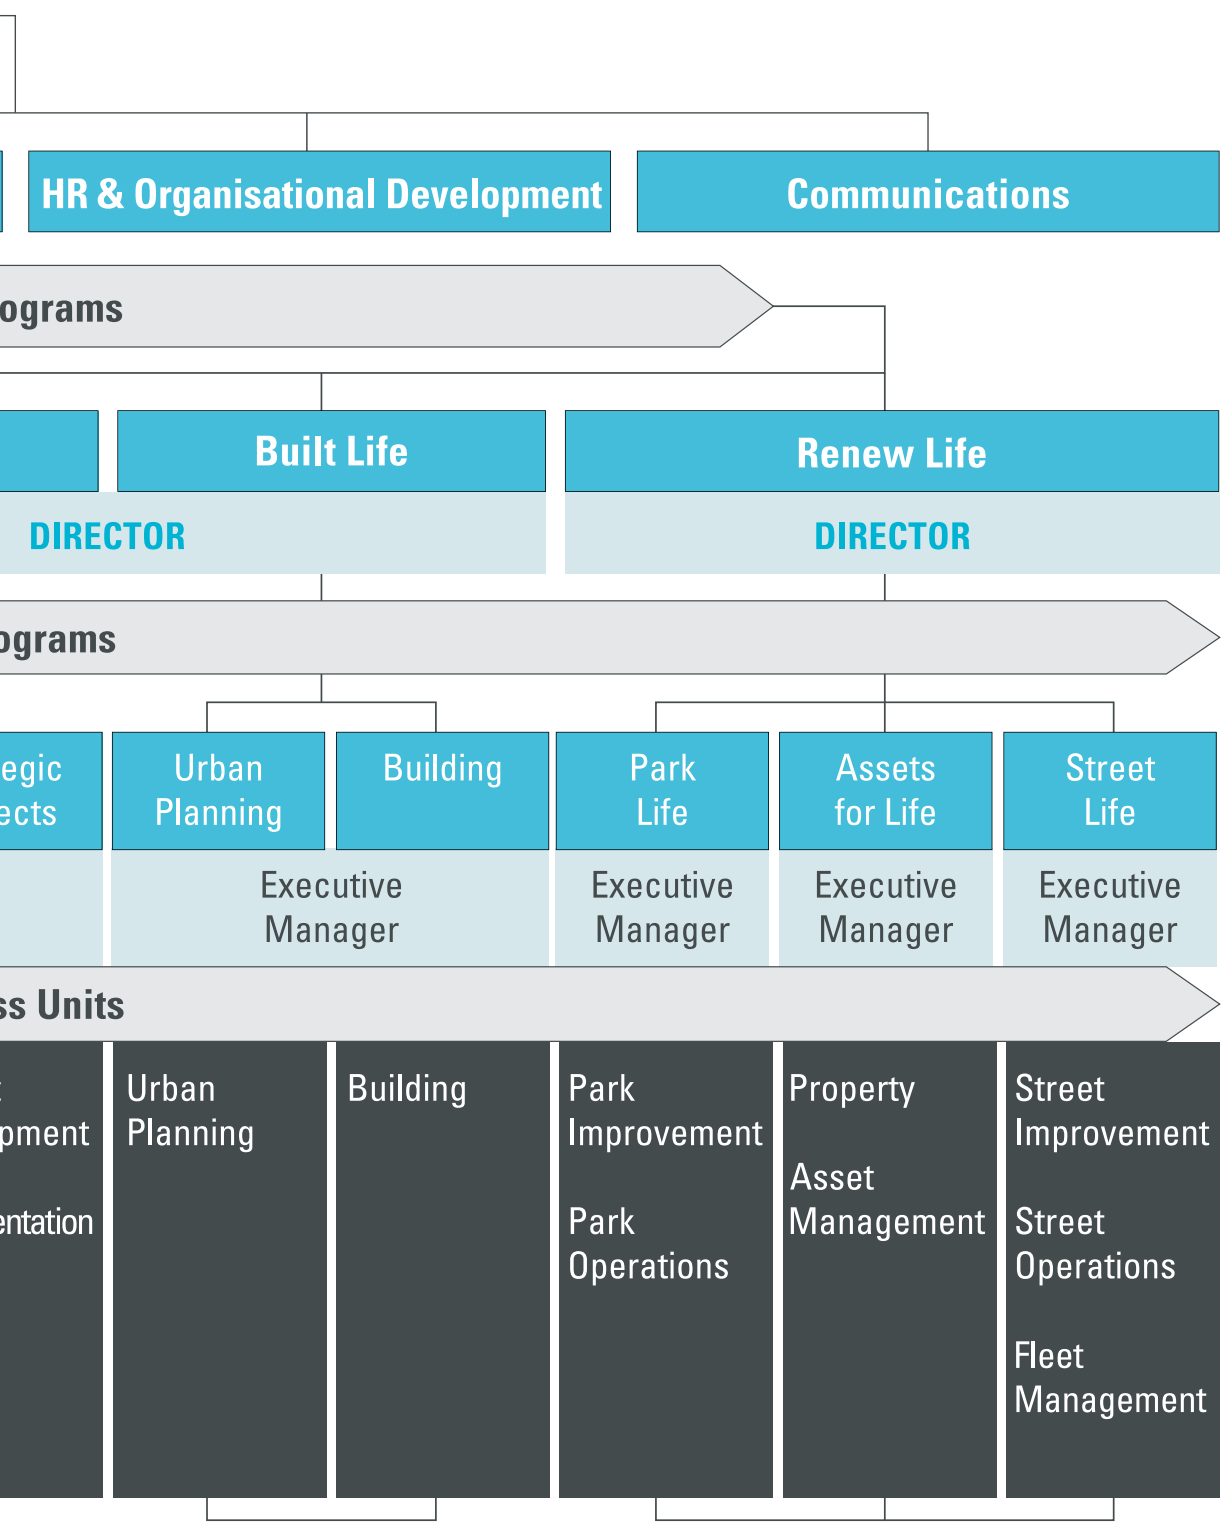 HR & Organisational Development
Communications
ograms
Built Life
Renew Life
DIRECTOR
DIRECTOR
ograms
egic
ects
Urban
Planning
Building
Park
Life
Assets
for Life
Street
Life
Executive
Manager
Executive
Manager
Executive
Manager
Executive
Manager
ss Units
pment
entation
Urban
Planning
Building
Park
Improvement
Park
Operations
Property
Asset
Management
Street
Improvement
Street
Operations
Fleet
Management